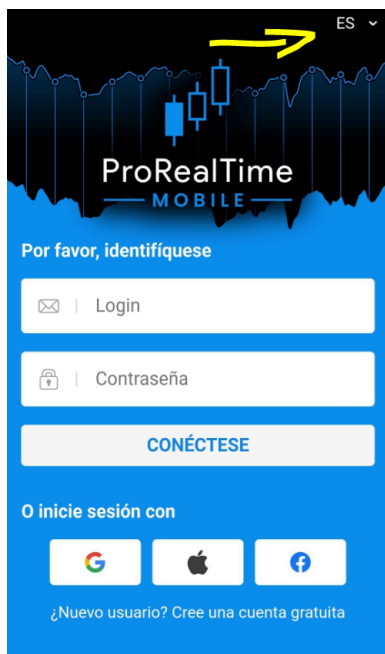 ES
ProRealTime
MOBILE
Por favor, identifíquese
Login
Contraseña
CONÉCTESE
O inicie sesión con
¿Nuevo usuario? Cree una cuenta gratuita